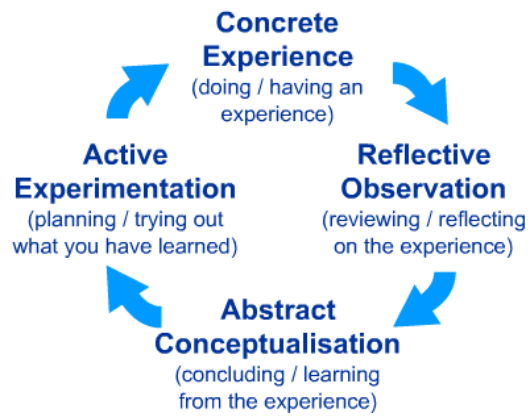 Concrete
Experience
(doing / having an
experience)
Reflective
Observation
(reviewing / reflecting
on the experience)
Abstract
Conceptualisation
(concluding / learning
from the experience)
Active
Experimentation
(planning / trying out
what you have learned)